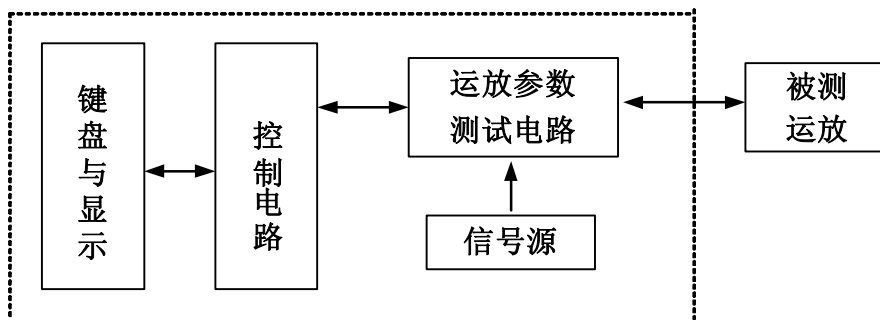 键盘与显示
控制电路
运放参数
测试电路
信号源
被测
运放